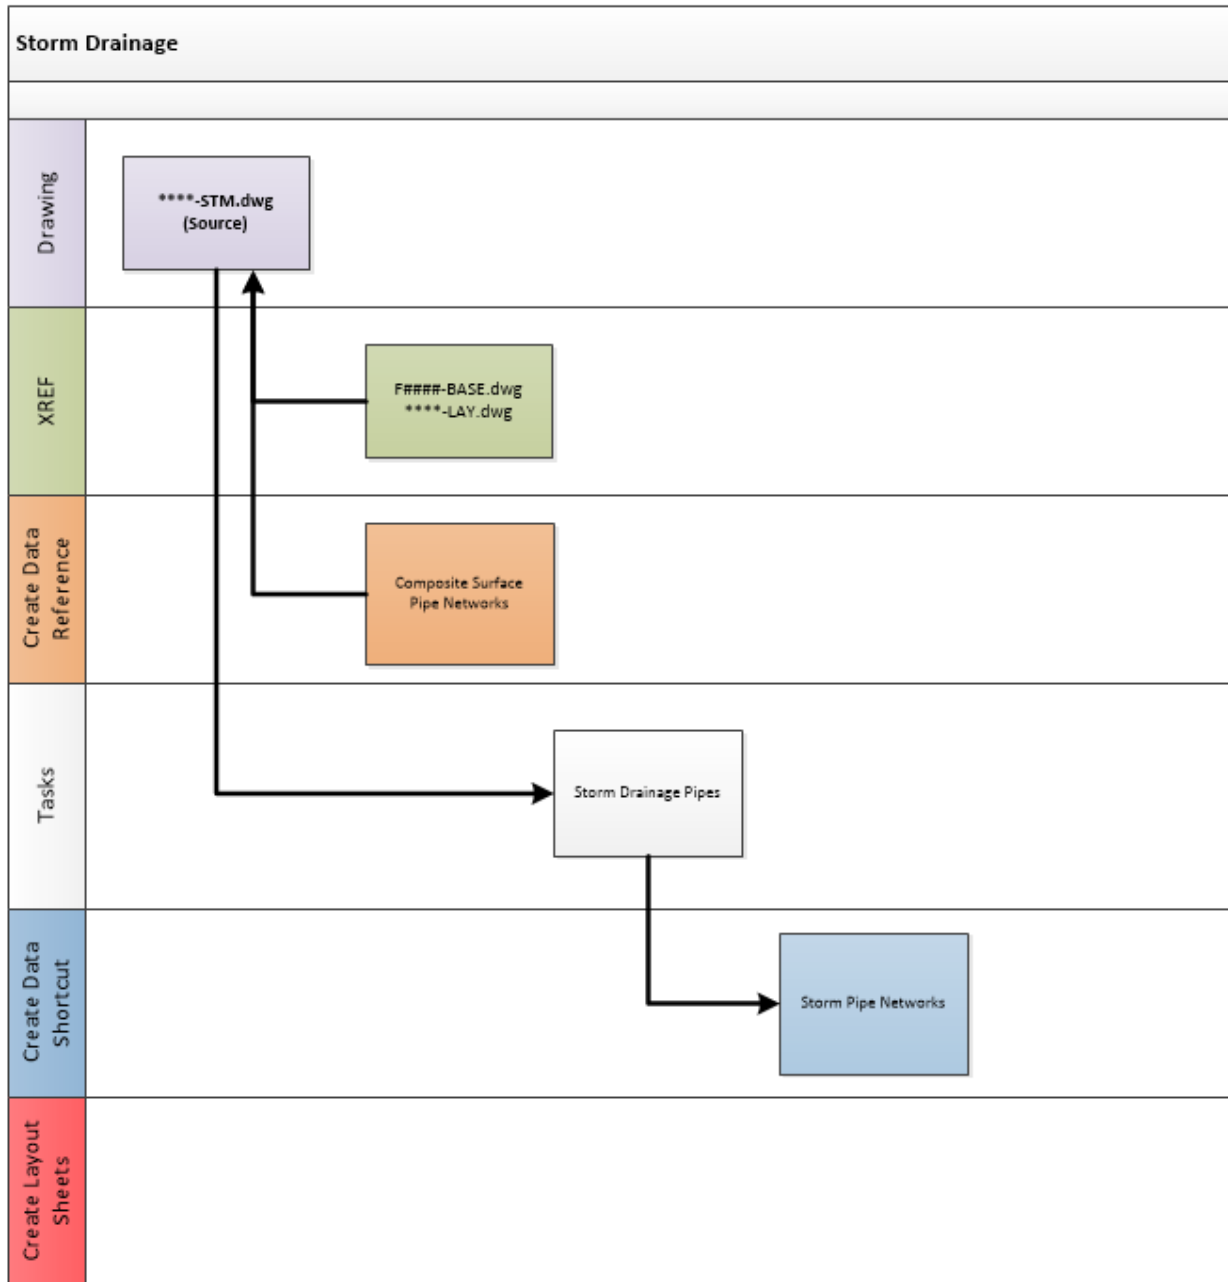 Storm Drainage
Drawing
****-STM.dwg
(Source)
XREF
F####-BASE.dwg
****-LAY.dwg
Create Data
Reference
Composite Surface
Pipe Networks
Tasks
Storm Drainage Pipes
Create Data
Shortcut
Storm Pipe Networks
Create Layout
Sheets